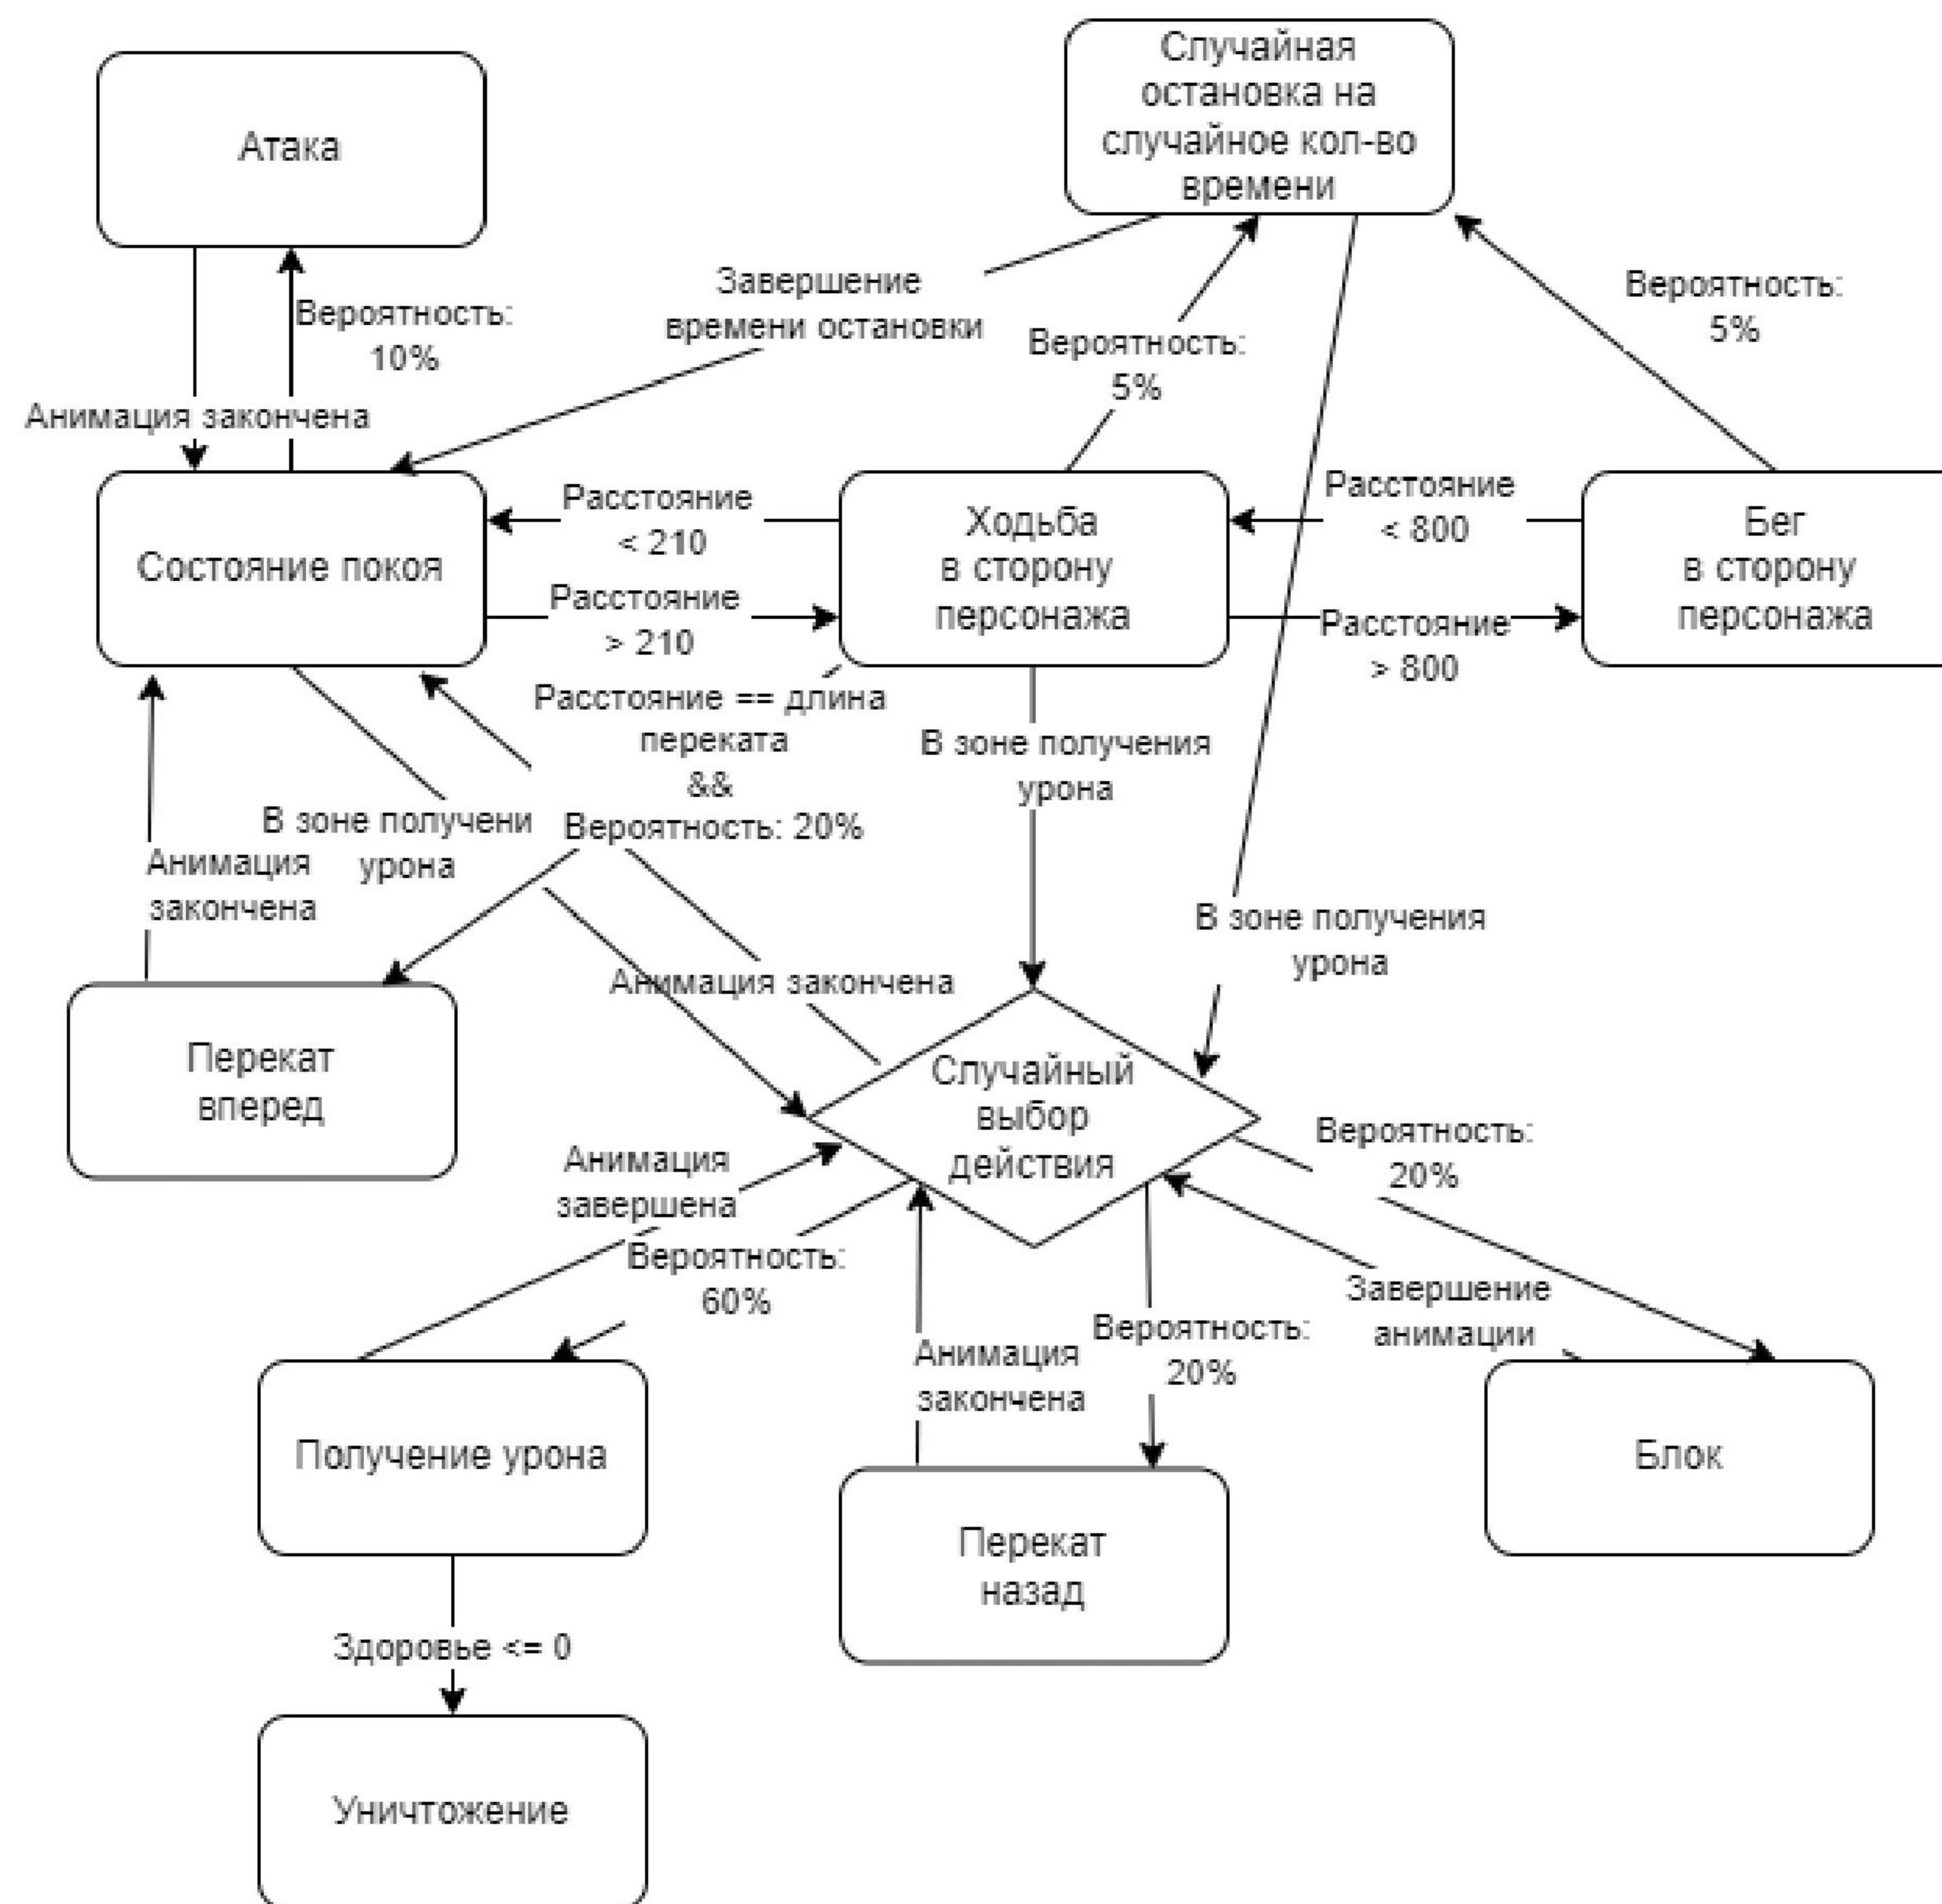 Атака
Случайная
остановка на
случайное кол-во
времени
Вероятность:
10%
Завершение
времени остановки
Вероятность:
5%
Вероятность:
5%
Анимация закончена
Состояние покоя
Расстояние
< 210
Расстояние
> 210
Ходьба
в сторону
персонажа
Расстояние
< 800
Расстояние
> 800
Бег
в сторону
персонажа
Расстояние == длина
переката
&&
Вероятность: 20%
В зоне получения
урона
В зоне получени
урона
Анимация
закончена
В зоне получения
урона
Анимация закончена
Перекат
вперед
Случайный
выбор
действия
Вероятность:
20%
Анимация
завершена
Вероятность:
60%
Завершение
анимации
Анимация
закончена
Вероятность:
20%
Получение урона
Перекат
назад
Блок
Здоровье <= 0
Уничтожение